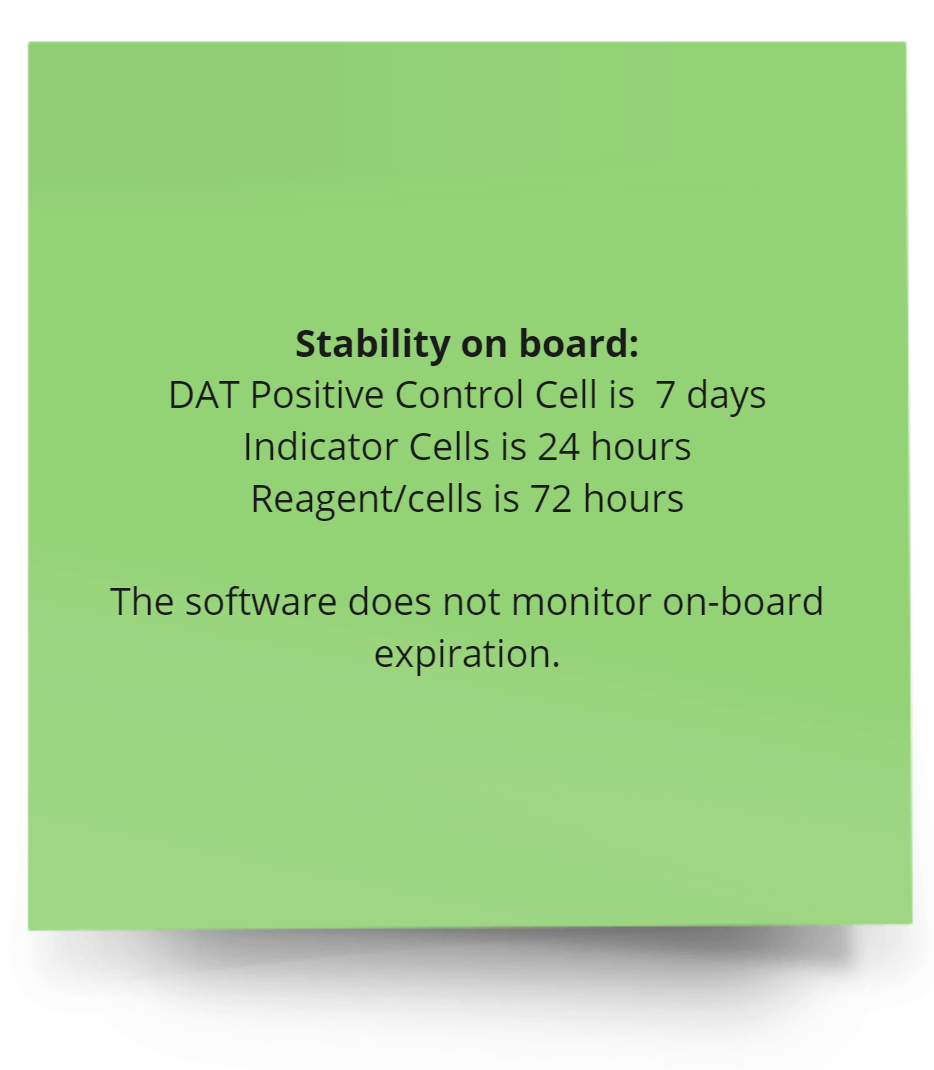 Stability on board:
DAT Positive Control Cell is  7 days
Indicator Cells is 24 hours
Reagent/cells is 72 hours
The software does not monitor on-board
expiration.